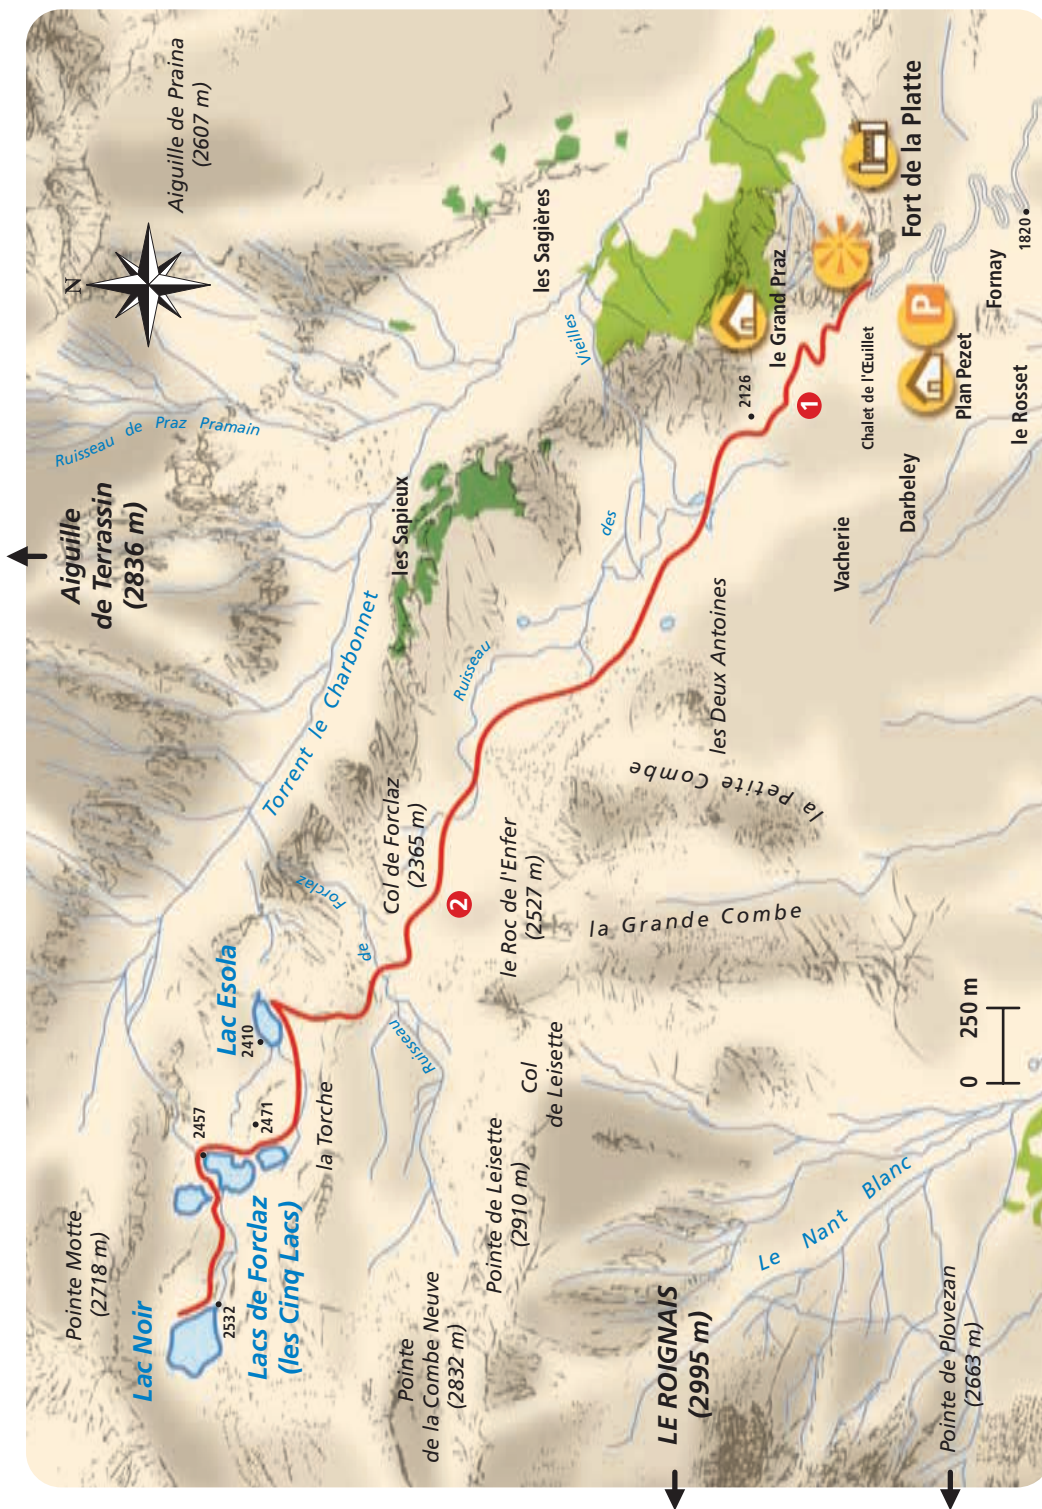 Aiguille de Praina
(2607 m)
N
Ruisseau de Praz Pramain
Aiguille
de Terrassin
(2836 m)
les Sagières
Fort de la Platte
1820
Fornay
P
Plan Pezet
le Rosset
le Grand Praz
Chalet de l'Œuillet
Darbeley
Vacherie
2126
1
Ruisseau
des
Vieilles
les Sapieux
Torrent le Charbonnet
les Deux Antoines
la Petite Combe
la Grande Combe
Col de Forclaz
(2365 m)
2
le Roc de l'Enfer
(2527 m)
Ruisseau
de
Forclaz
Lac Esola
2410
Col
de Leisette
Pointe de Leisette
(2910 m)
la Torche
2471
2457
Lacs de Forclaz
(les Cinq Lacs)
2532
Lac Noir
Pointe Motte
(2718 m)
Pointe
de la Combe Neuve
(2832 m)
LE ROIGNAIS
(2995 m)
Le Nant Blanc
Pointe de Plovezan
(2663 m)
0
250 m